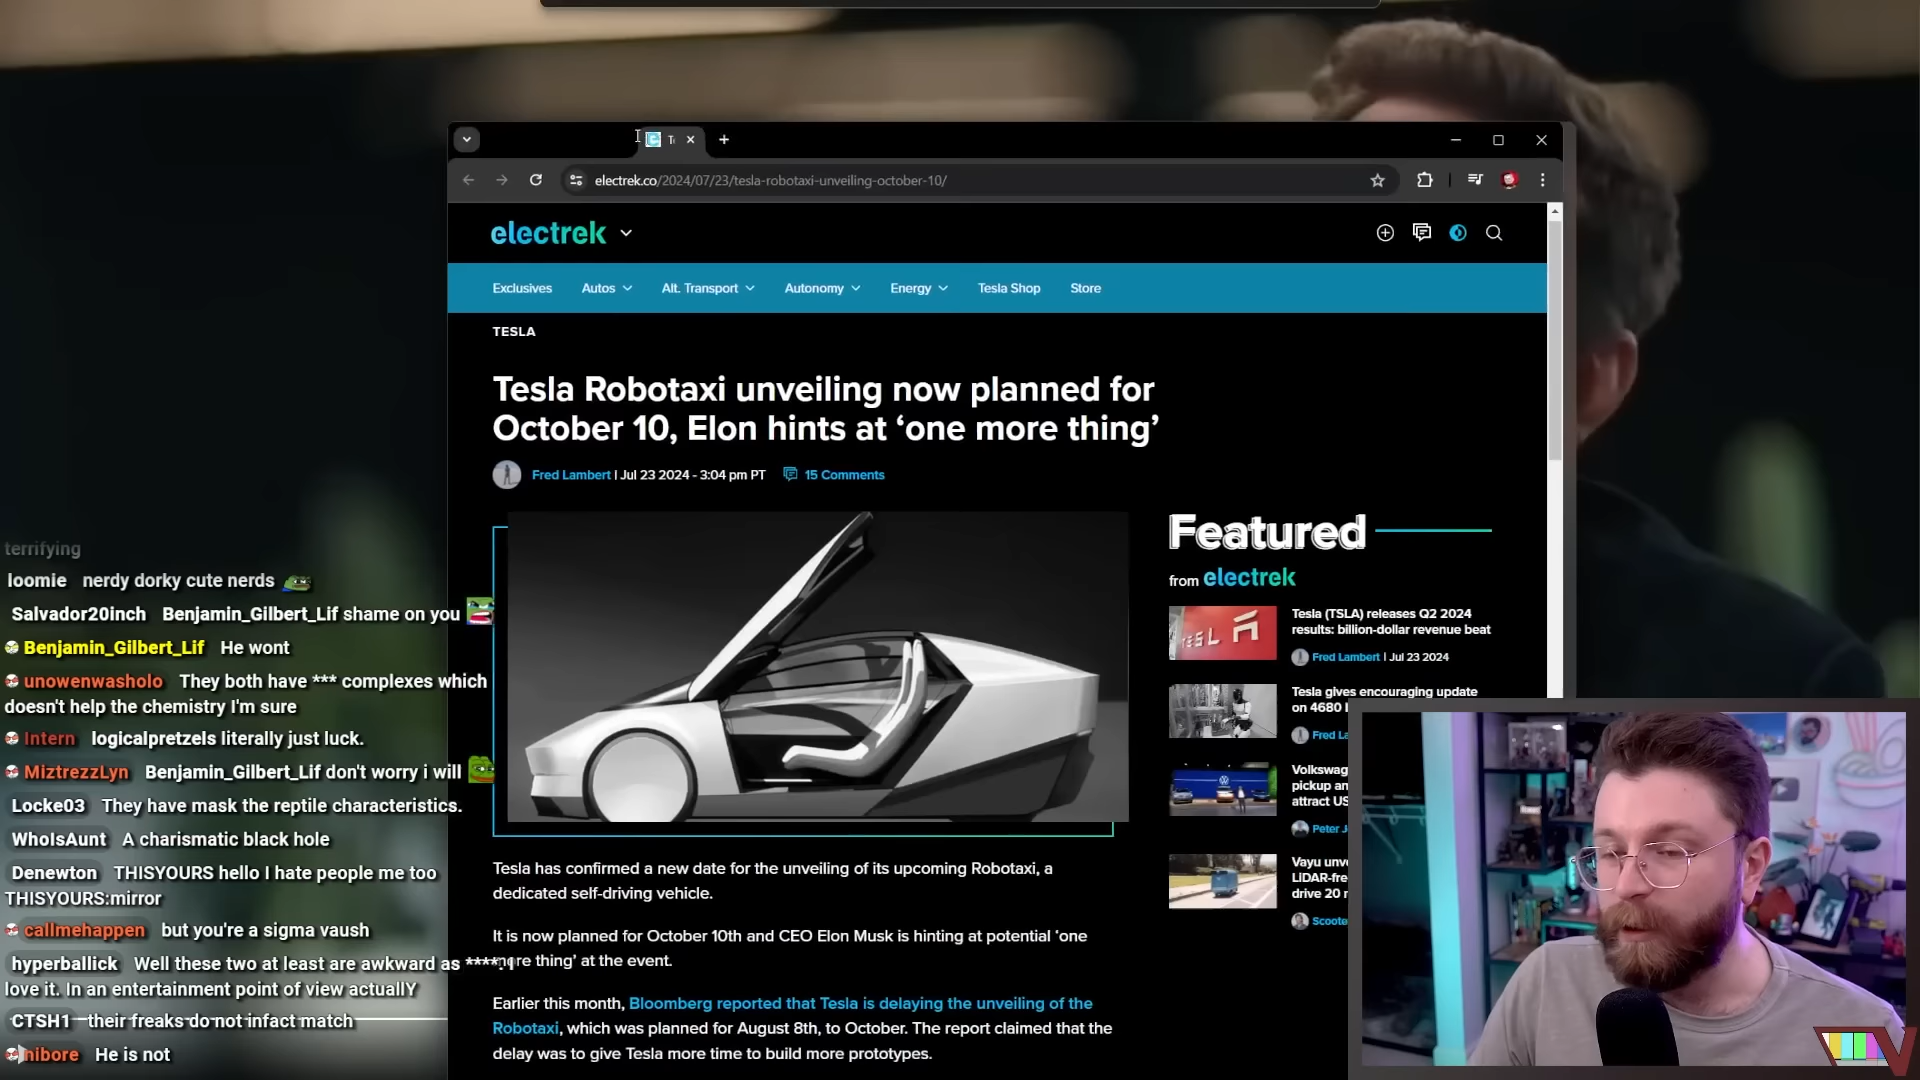 electrek.co/2024/07/23/tesla-robotaxi-unveiling-october-10/
electrek
Exclusives
Autos
Alt. Transport
Autonomy
Energy
Tesla Shop
Store
TESLA
Tesla Robotaxi unveiling now planned for
October 10, Elon hints at ‘one more thing’
Fred Lambert | Jul 23 2024 - 3:04 pm PT
15 Comments
Tesla has confirmed a new date for the unveiling of its upcoming Robotaxi, a
dedicated self-driving vehicle.
It is now planned for October 10th and CEO Elon Musk is hinting at potential ‘one
more thing’ at the event.
Earlier this month, Bloomberg reported that Tesla is delaying the unveiling of the
Robotaxi, which was planned for August 8th, to October. The report claimed that the
delay was to give Tesla more time to build more prototypes.
Featured
from electrek
Tesla (TSLA) releases Q2 2024
results: billion-dollar revenue beat
Fred Lambert | Jul 23 2024
Tesla gives encouraging update
on 4680
Fred La
Volkswag
pickup an
attract US
Peter J
Vayu unv
LiDAR-fre
drive 20
Scoote
terrifying
loomie nerdy dorky cute nerds
Salvador20inch Benjamin_Gilbert_Lif shame on you
Benjamin_Gilbert_Lif He wont
unowenwasholo They both have *** complexes which
doesn't help the chemistry I'm sure
Intern logicalpretzels literally just luck.
MiztrezzLyn Benjamin_Gilbert_Lif don't worry i will
Locke03 They have mask the reptile characteristics.
WhoIsAunt A charismatic black hole
Denewton THISYOURS hello I hate people me too
THISYOURS:mirror
callmehappen but you're a sigma vaush
hyperballick Well these two at least are awkward as ****. I
love it. In an entertainment point of view actuallY
CTSH1 their freaks do not infact match
nibore He is not